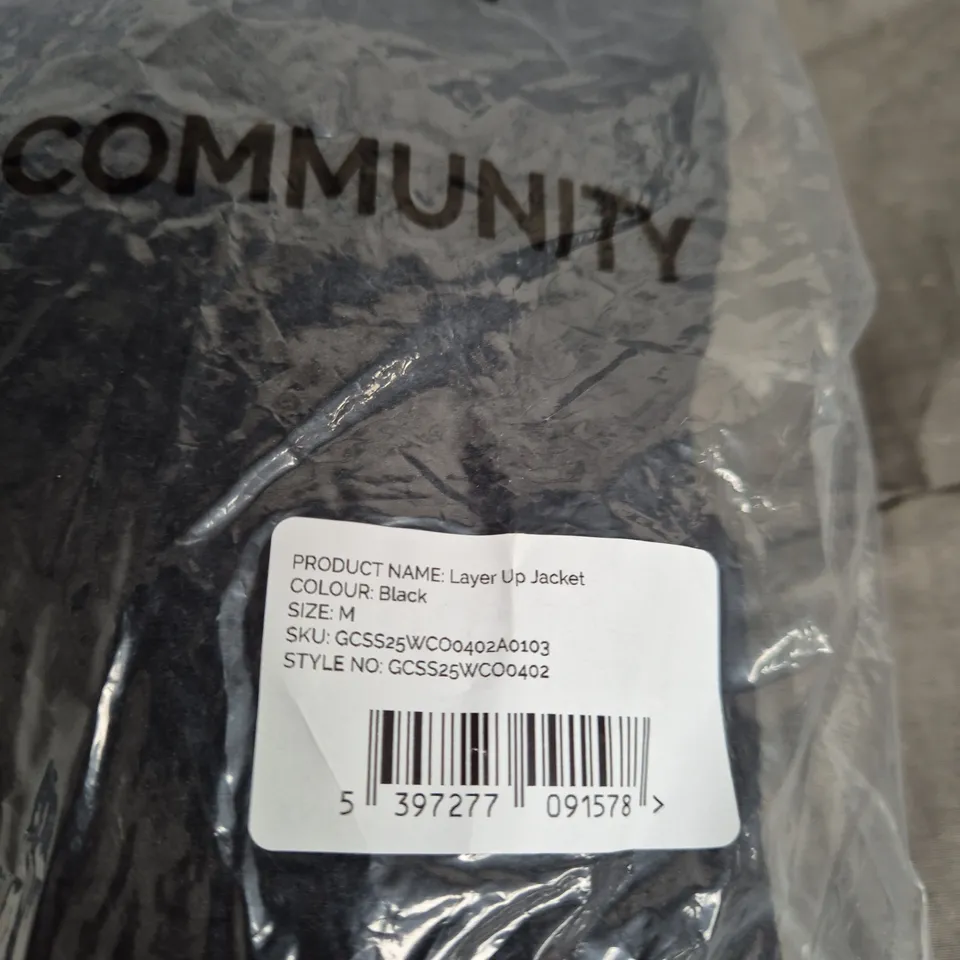 COMMUNITY
PRODUCT NAME: Layer Up Jacket
COLOUR: Black
SIZE: M
SKU: GCSS25WCO0402A0103
STYLE NO: GCSS25WCO0402
5 397277 091578 >